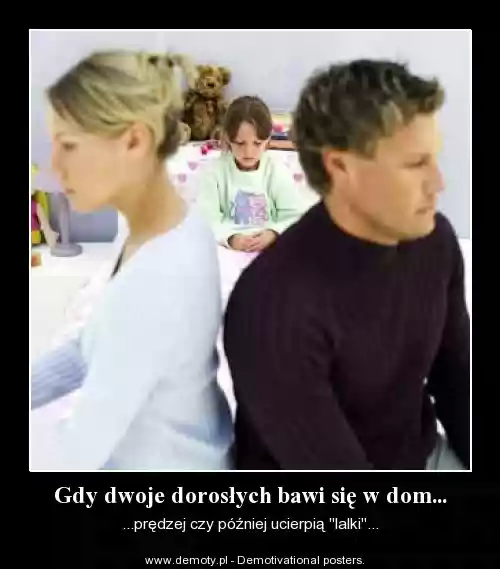 Gdy dwoje dorosłych bawi się w dom...
...prędzej czy później ucierpią "lalki"...
www.demoty.pl - Demotivational posters.